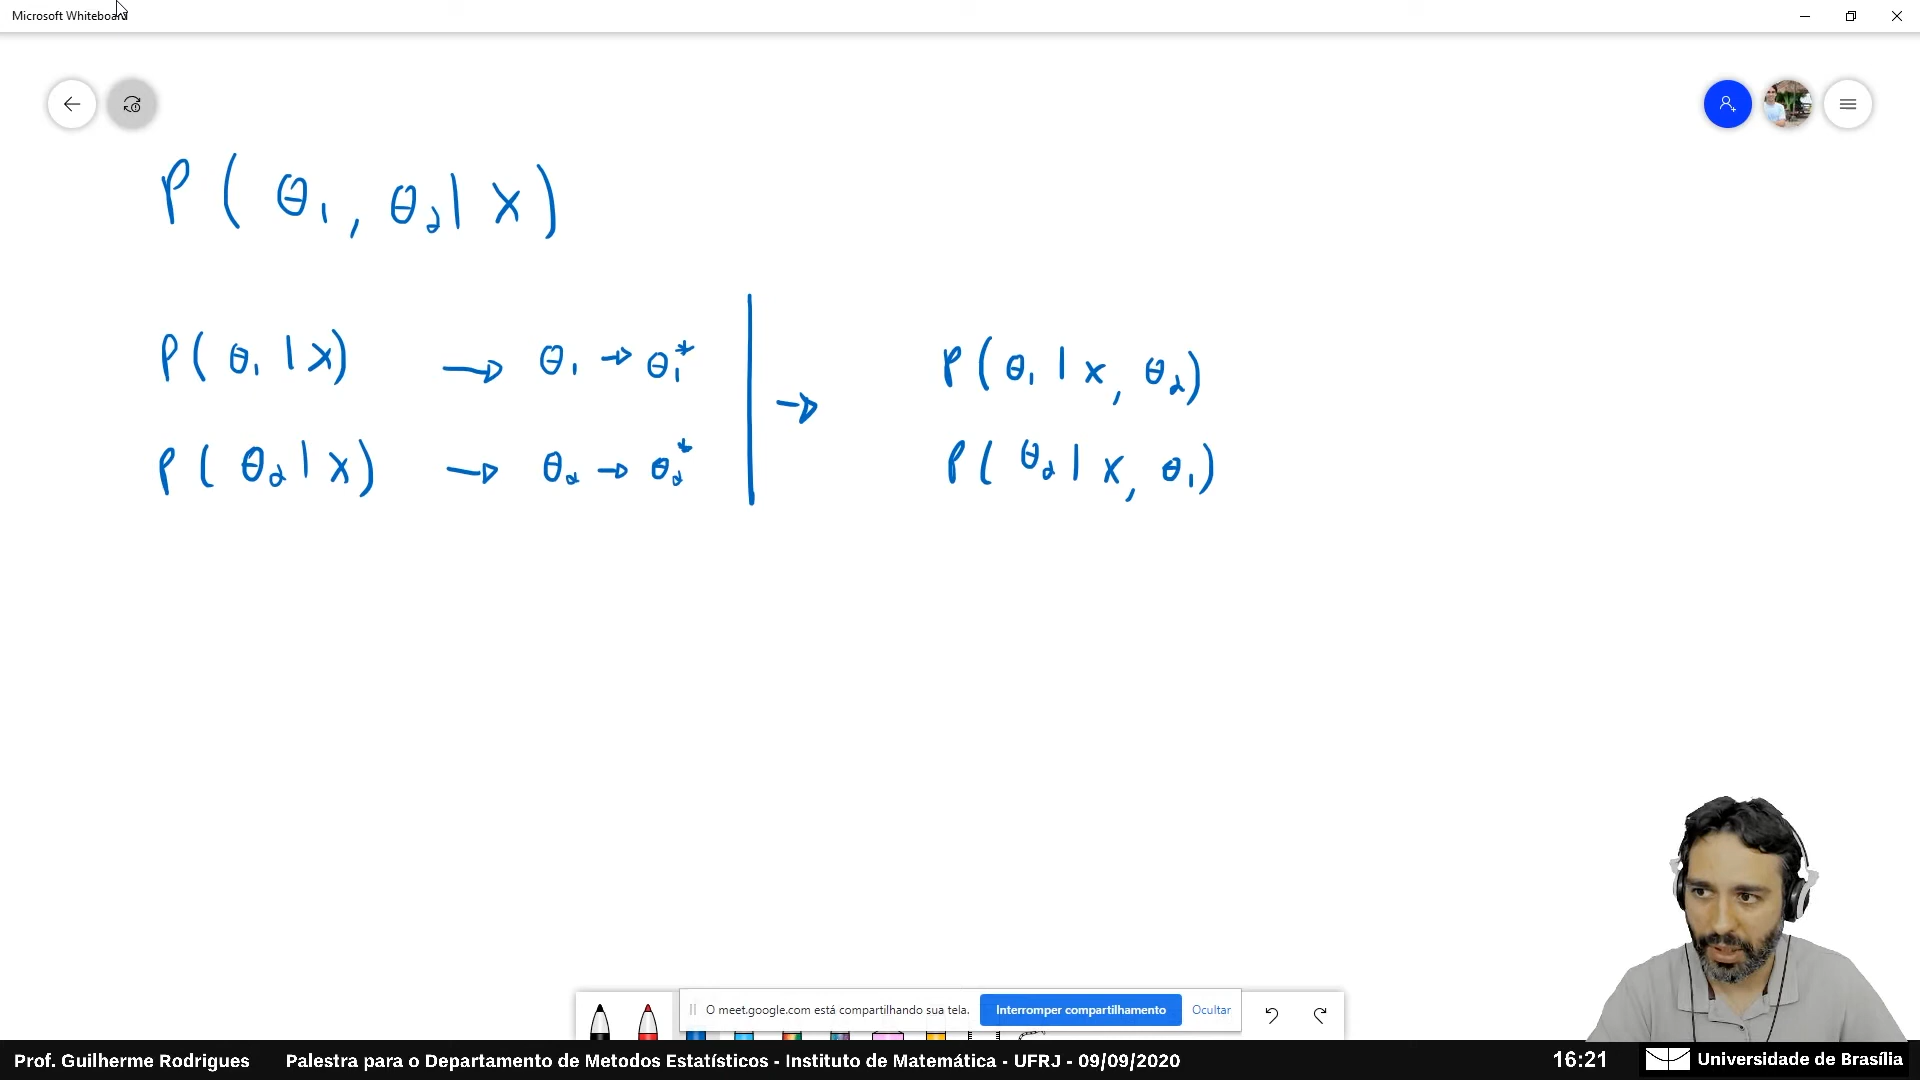 Microsoft Whiteboard
P ( θ₁, θ₂ | x )
P( θ₁ | x) → θ₁ → θ₁*
→ P( θ₁ | x, θ₂)
P( θ₂ | x) → θ₂ → θ₂*
P( θ₂ | x, θ₁)
O meet.google.com está compartilhando sua tela. Interromper compartilhamento Ocultar
Prof. Guilherme Rodrigues Palestra para o Departamento de Metodos Estatísticos - Instituto de Matemática - UFRJ - 09/09/2020 16:21 Universidade de Brasília